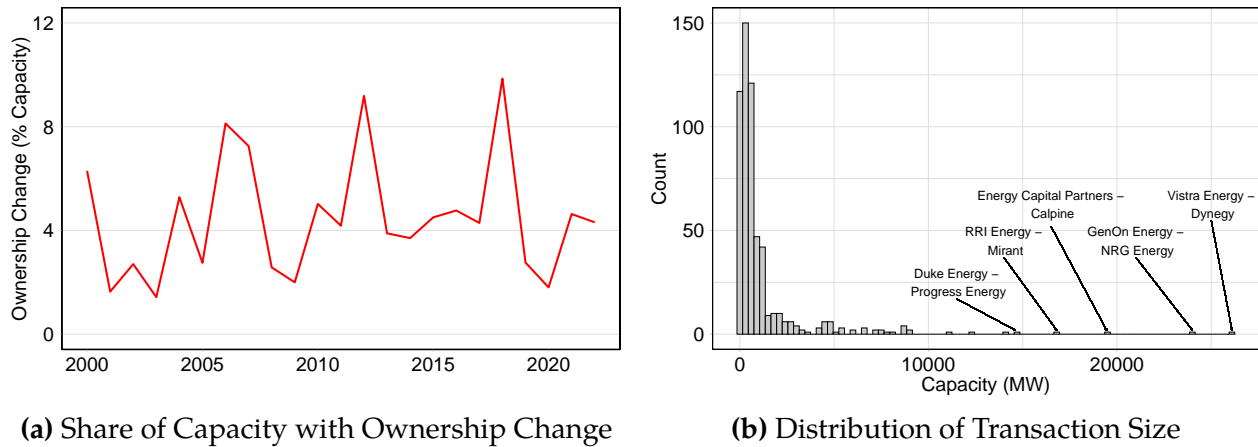 12
8
4
0
Ownership Change (% Capacity)
2000
2005
2010
2015
2020
(a) Share of Capacity with Ownership Change
150
100
50
0
Count
Energy Capital Partners –
Calpine
Vistra Energy –
Dynegy
RRI Energy –
Mirant
GenOn Energy –
NRG Energy
Duke Energy –
Progress Energy
0
10000
20000
Capacity (MW)
(b) Distribution of Transaction Size